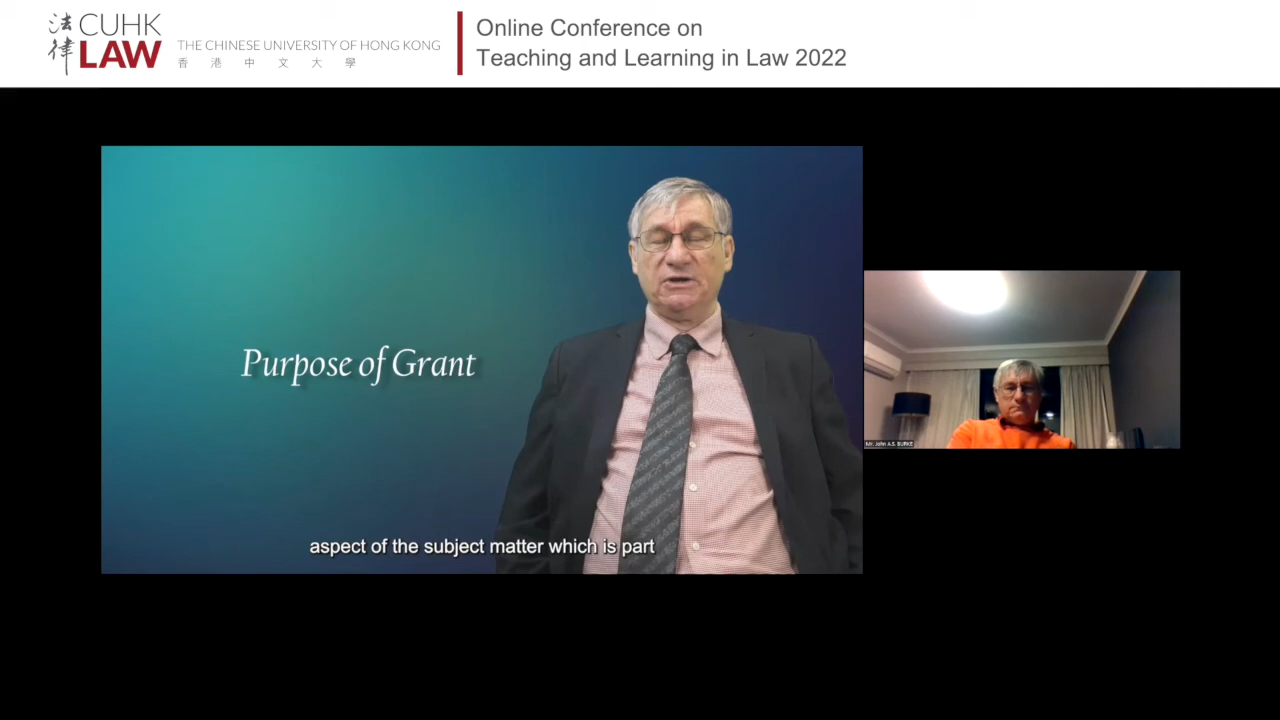 法律
CUHK
LAW
THE CHINESE UNIVERSITY OF HONG KONG
香港中文大學
Online Conference on
Teaching and Learning in Law 2022
Purpose of Grant
aspect of the subject matter which is part
Mr. John A.S. BURKE